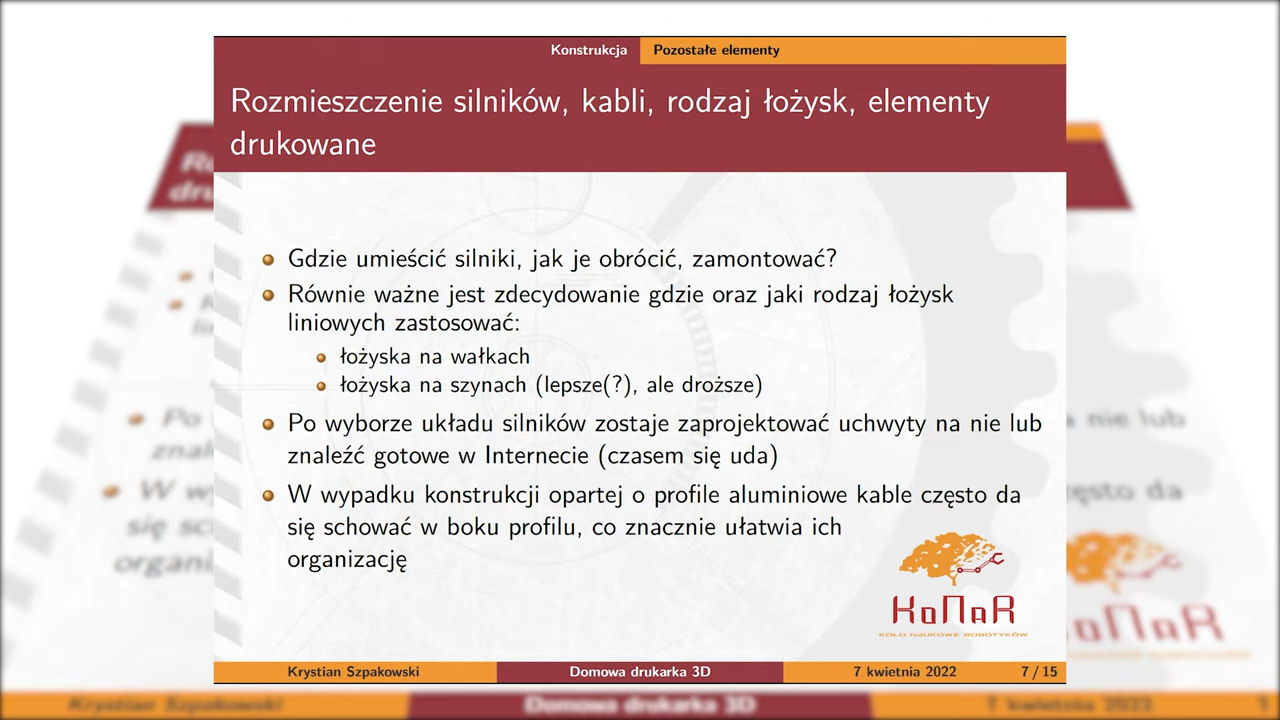 Konstrukcja Pozostałe elementy
Rozmieszczenie silników, kabli, rodzaj łożysk, elementy
drukowane
Gdzie umieścić silniki, jak je obrócić, zamontować?
Równie ważne jest zdecydowanie gdzie oraz jaki rodzaj łożysk
liniowych zastosować:
łożyska na wałkach
łożyska na szynach (lepsze(?), ale droższe)
Po wyborze układu silników zostaje zaprojektować uchwyty na nie lub
znaleźć gotowe w Internecie (czasem się uda)
W wypadku konstrukcji opartej o profile aluminiowe kable często da
się schować w boku profilu, co znacznie ułatwia ich
organizację
KoNaR
KOŁO NAUKOWE ROBOTYKÓW
Krystian Szpakowski Domowa drukarka 3D 7 kwietnia 2022 7 / 15